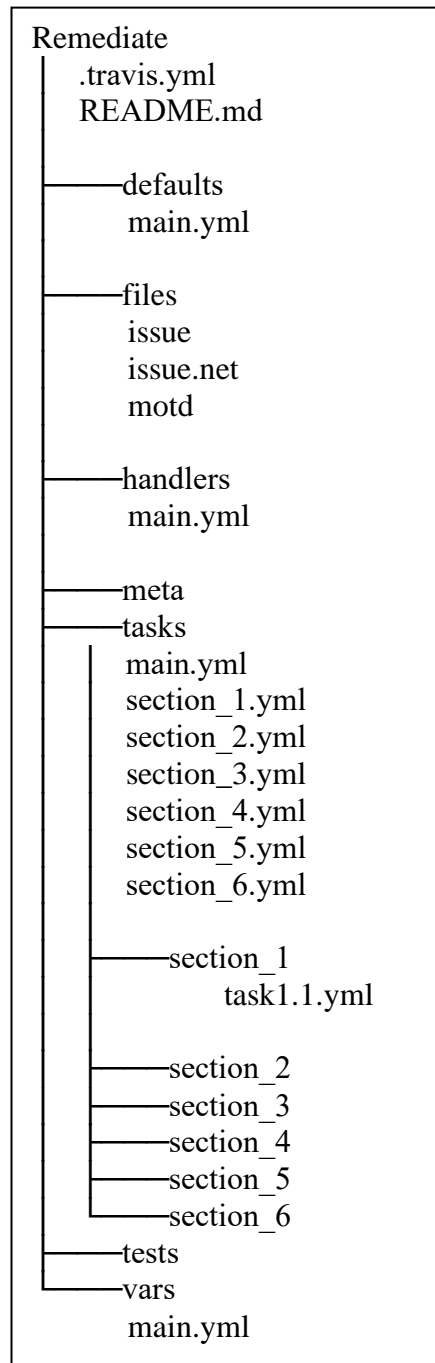 Remediate
.travis.yml
README.md
defaults
main.yml
files
issue
issue.net
motd
handlers
main.yml
meta
tasks
main.yml
section_1.yml
section_2.yml
section_3.yml
section_4.yml
section_5.yml
section_6.yml
section_1
task1.1.yml
section_2
section_3
section_4
section_5
section_6
tests
vars
main.yml